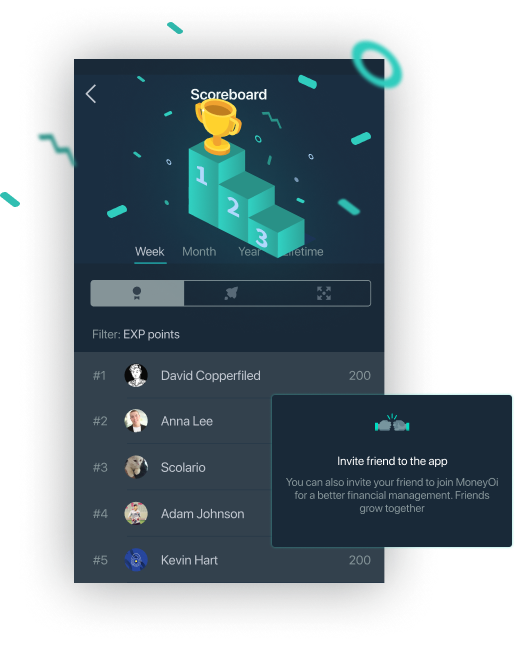 Scoreboard
1
2
3
Week Month Year Lifetime
Filter: EXP points
#1 David Copperfiled 200
#2 Anna Lee
#3 Scolario
#4 Adam Johnson
#5 Kevin Hart 200
Invite friend to the app
You can also invite your friend to join MoneyOi
for a better financial management. Friends
grow together